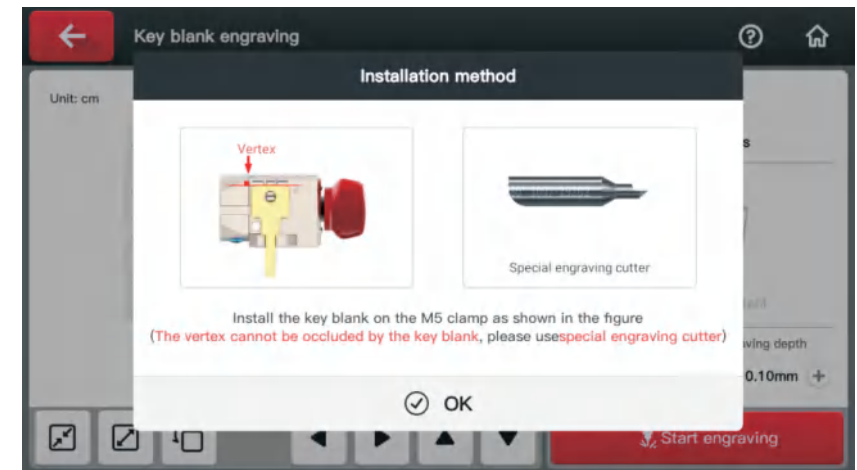 Key blank engraving
Installation method
Unit: cm
Vertex
Special engraving cutter
Install the key blank on the M5 clamp as shown in the figure
(The vertex cannot be occluded by the key blank, please usespecial engraving cutter)
depth
0.10mm +
OK
Start engraving